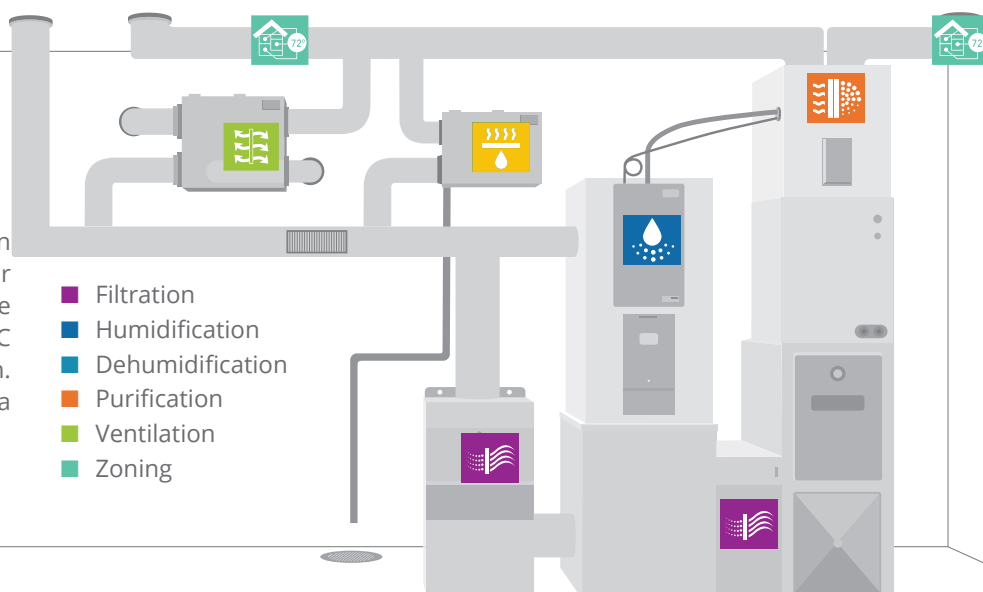 72°
72
n
r
e
C
n.
a
Filtration
Humidification
Dehumidification
Purification
Ventilation
Zoning